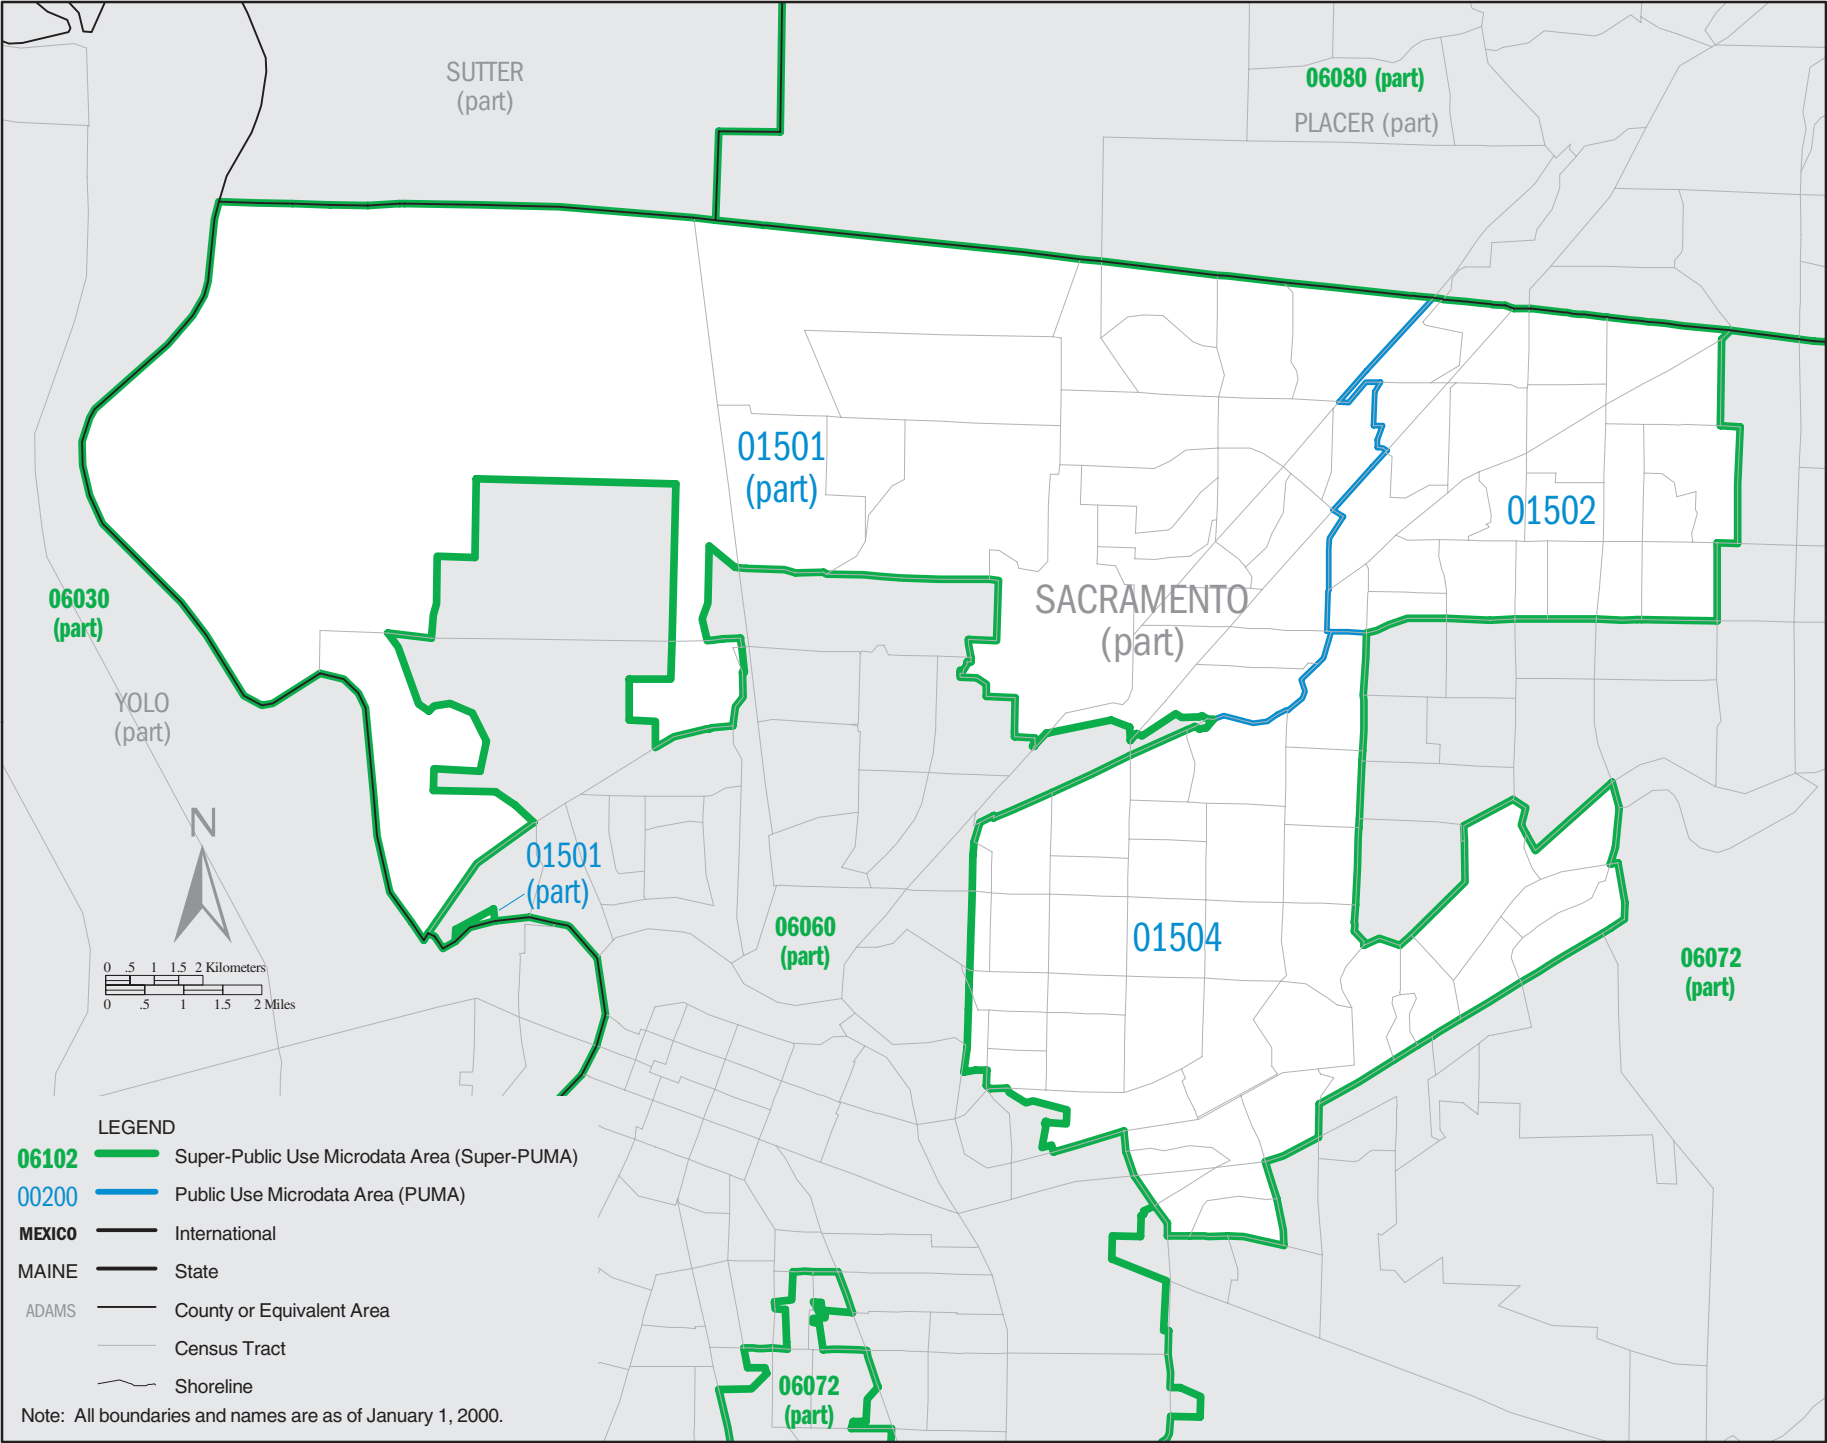 SUTTER
(part)
06080 (part)
PLACER (part)
01501
(part)
01502
SACRAMENTO
(part)
06030
(part)
YOLO
(part)
N
01501
(part)
06060
(part)
01504
06072
(part)
0 .5 1 1.5 2 Kilometers
0 .5 1 1.5 2 Miles
LEGEND
06102 Super-Public Use Microdata Area (Super-PUMA)
00200 Public Use Microdata Area (PUMA)
MEXICO International
MAINE State
ADAMS County or Equivalent Area
Census Tract
Shoreline
Note: All boundaries and names are as of January 1, 2000.
06072
(part)